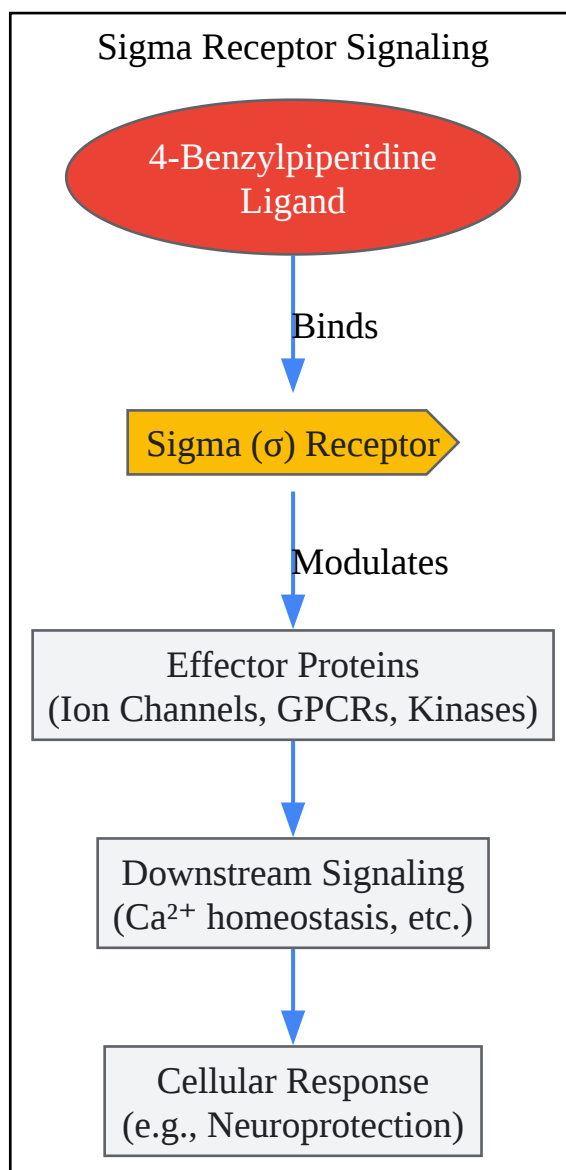 Sigma Receptor Signaling
4-Benzylpiperidine
Ligand
Binds
Sigma (σ) Receptor
Modulates
Effector Proteins
(Ion Channels, GPCRs, Kinases)
Downstream Signaling
(Ca²⁺ homeostasis, etc.)
Cellular Response
(e.g., Neuroprotection)